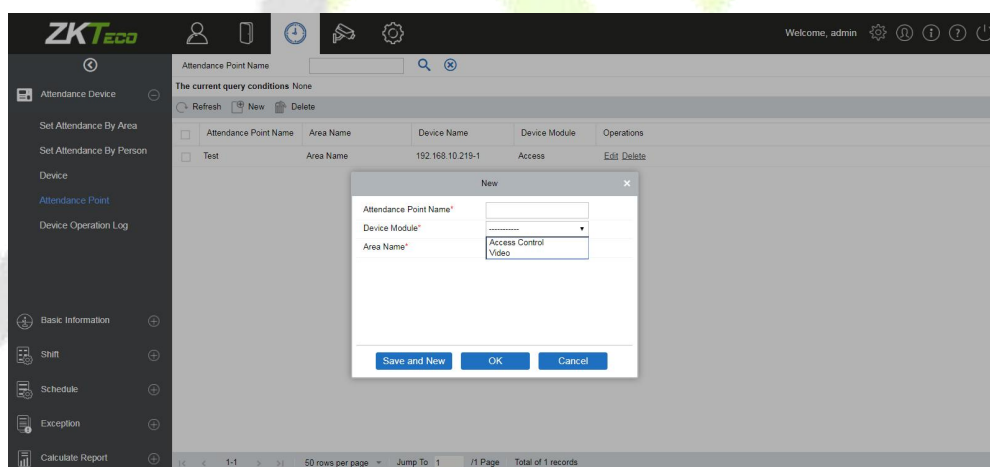 ZKTeco
Welcome, admin
Attendance Point Name
The current query conditions None
Refresh New Delete
Attendance Device
Set Attendance By Area
Set Attendance By Person
Device
Attendance Point
Device Operation Log
Basic Information
Shift
Schedule
Exception
Calculate Report
Attendance Point Name Area Name Device Name Device Module Operations
Test Area Name 192.168.10.219-1 Access Edit Delete
New
Attendance Point Name*
Device Module* -----------
Access Control
Video
Area Name*
Save and New OK Cancel
1-1 50 rows per page Jump To 1 /1 Page Total of 1 records